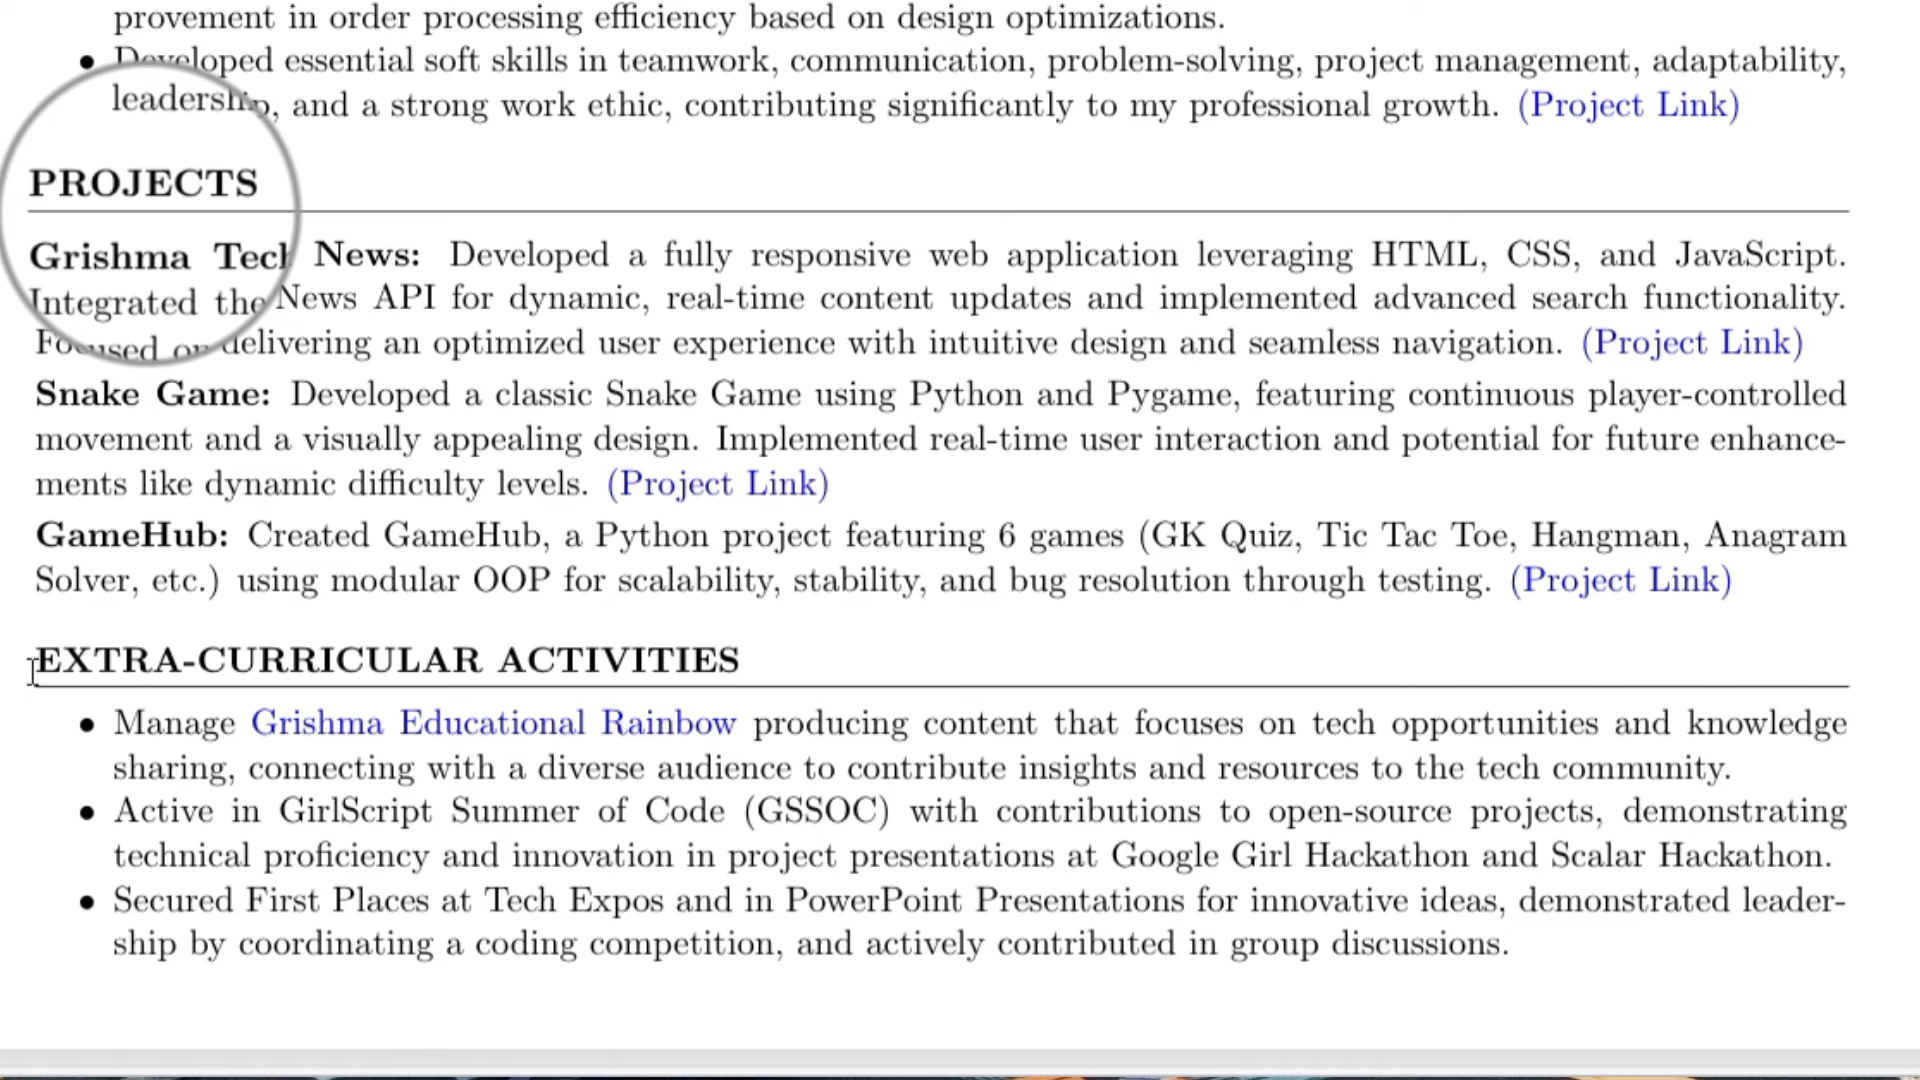 provement in order processing efficiency based on design optimizations.
• Developed essential soft skills in teamwork, communication, problem-solving, project management, adaptability,
leadership, and a strong work ethic, contributing significantly to my professional growth. (Project Link)
PROJECTS
Grishma Tech News: Developed a fully responsive web application leveraging HTML, CSS, and JavaScript.
Integrated the News API for dynamic, real-time content updates and implemented advanced search functionality.
Focused on delivering an optimized user experience with intuitive design and seamless navigation. (Project Link)
Snake Game: Developed a classic Snake Game using Python and Pygame, featuring continuous player-controlled
movement and a visually appealing design. Implemented real-time user interaction and potential for future enhance-
ments like dynamic difficulty levels. (Project Link)
GameHub: Created GameHub, a Python project featuring 6 games (GK Quiz, Tic Tac Toe, Hangman, Anagram
Solver, etc.) using modular OOP for scalability, stability, and bug resolution through testing. (Project Link)
EXTRA-CURRICULAR ACTIVITIES
• Manage Grishma Educational Rainbow producing content that focuses on tech opportunities and knowledge
sharing, connecting with a diverse audience to contribute insights and resources to the tech community.
• Active in GirlScript Summer of Code (GSSOC) with contributions to open-source projects, demonstrating
technical proficiency and innovation in project presentations at Google Girl Hackathon and Scalar Hackathon.
• Secured First Places at Tech Expos and in PowerPoint Presentations for innovative ideas, demonstrated leader-
ship by coordinating a coding competition, and actively contributed in group discussions.